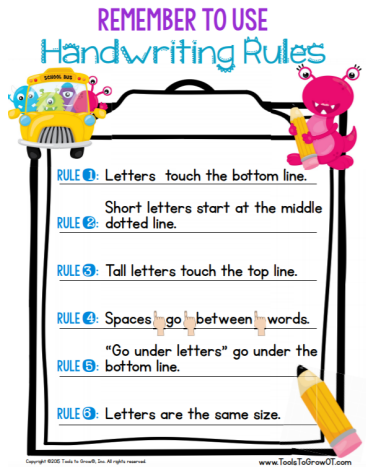 REMEMBER TO USE
Handwriting Rules
SCHOOL BUS
RULE 1: Letters touch the bottom line.
Short letters start at the middle
RULE 2: dotted line.
RULE 3: Tall letters touch the top line.
RULE 4: Spaces go between words.
"Go under letters" go under the
RULE 5: bottom line.
RULE 6: Letters are the same size.
Copyright ©2015, Tools to Grow®, Inc. All rights reserved.
www.ToolsToGrowOT.com